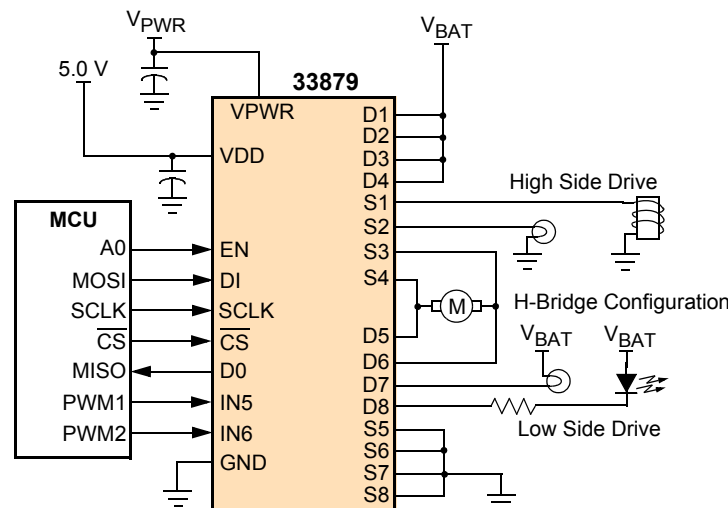 VPWR
5.0 V
VBAT
33879
VPWR
VDD
MCU
A0
MOSI
SCLK
CS
MISO
PWM1
PWM2
EN
DI
SCLK
CS
D0
IN5
IN6
GND
D1
D2
D3
D4
S1
S2
S3
S4
D5
D6
D7
D8
S5
S6
S7
S8
High Side Drive
M
H-Bridge Configuration
VBAT
VBAT
Low Side Drive